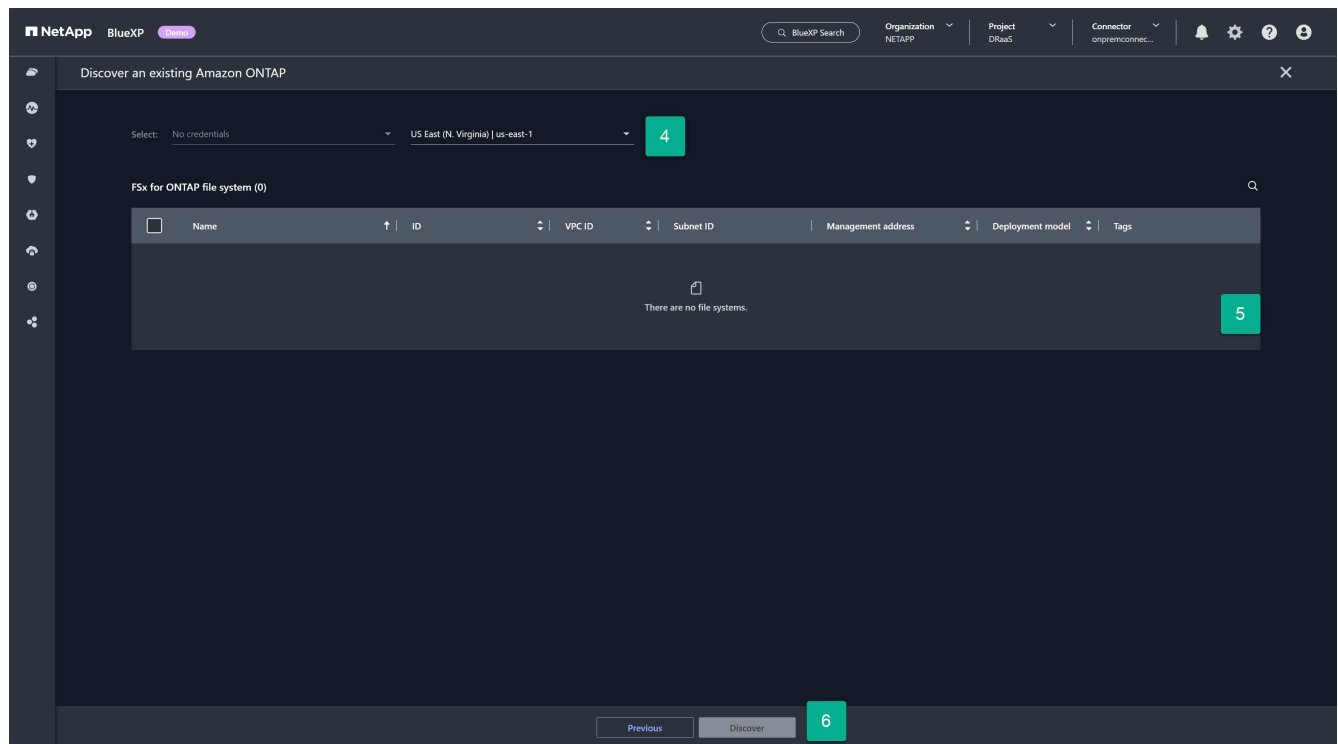 NetApp BlueXP Demo
BlueXP Search
Organization
NETAPP
Project
DRaaS
Connector
onpremconnec...
Discover an existing Amazon ONTAP
Select: No credentials US East (N. Virginia) | us-east-1 4
FSx for ONTAP file system (0)
Name ID VPC ID Subnet ID Management address Deployment model Tags
There are no file systems.
5
Previous Discover 6